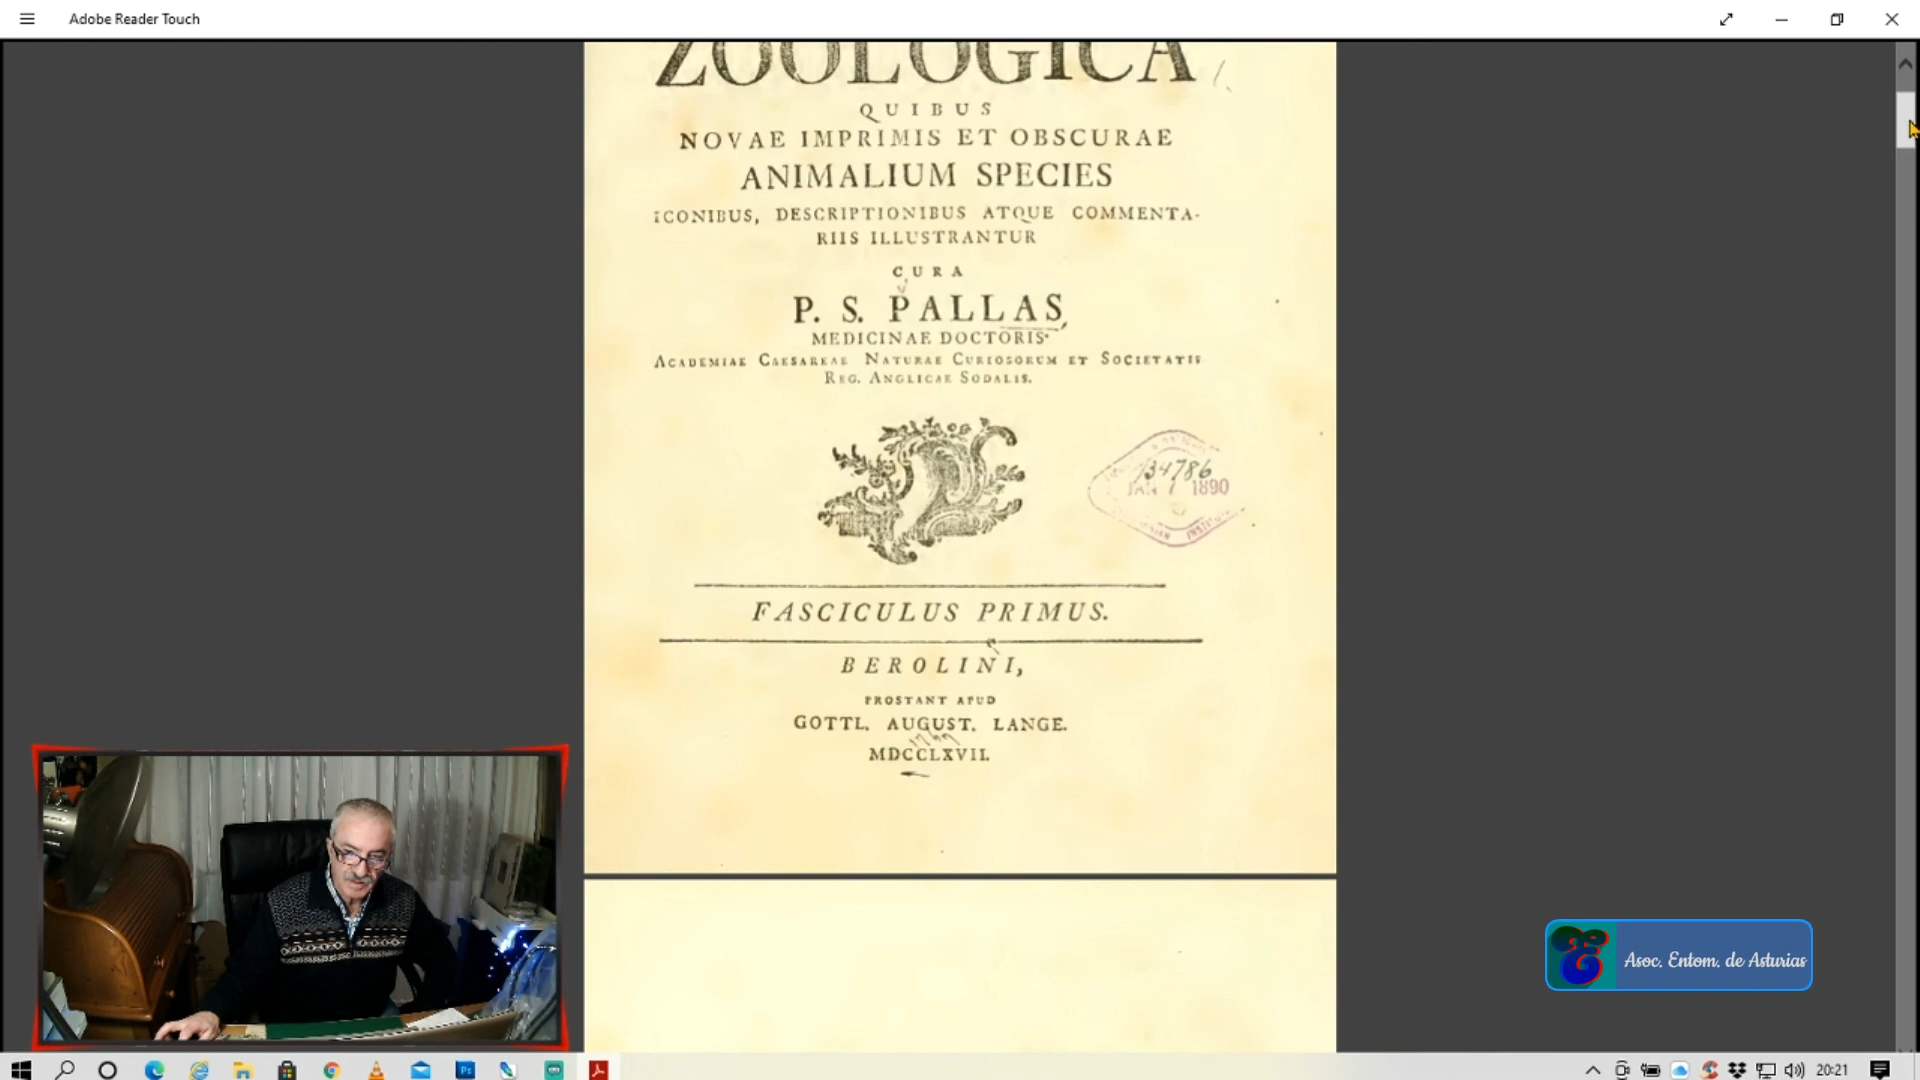 Adobe Reader Touch
ZOOLOGICA
QUIBUS
NOVAE IMPRIMIS ET OBSCURAE
ANIMALIUM SPECIES
ICONIBUS, DESCRIPTIONIBUS ATQUE COMMENTA-
RIIS ILLUSTRANTUR
CURA
P. S. PALLAS,
MEDICINAE DOCTORIS
ACADEMIAE CAESAREAE NATURAE CURIOSORUM ET SOCIETATIS
REG. ANGLICAE SODALIS.
134786
JAN 1890
FASCICULUS PRIMUS.
BEROLINI,
PROSTANT APUD
GOTTL. AUGUST. LANGE.
MDCCLXVII.
Asoc. Entom. de Asturias
20:21